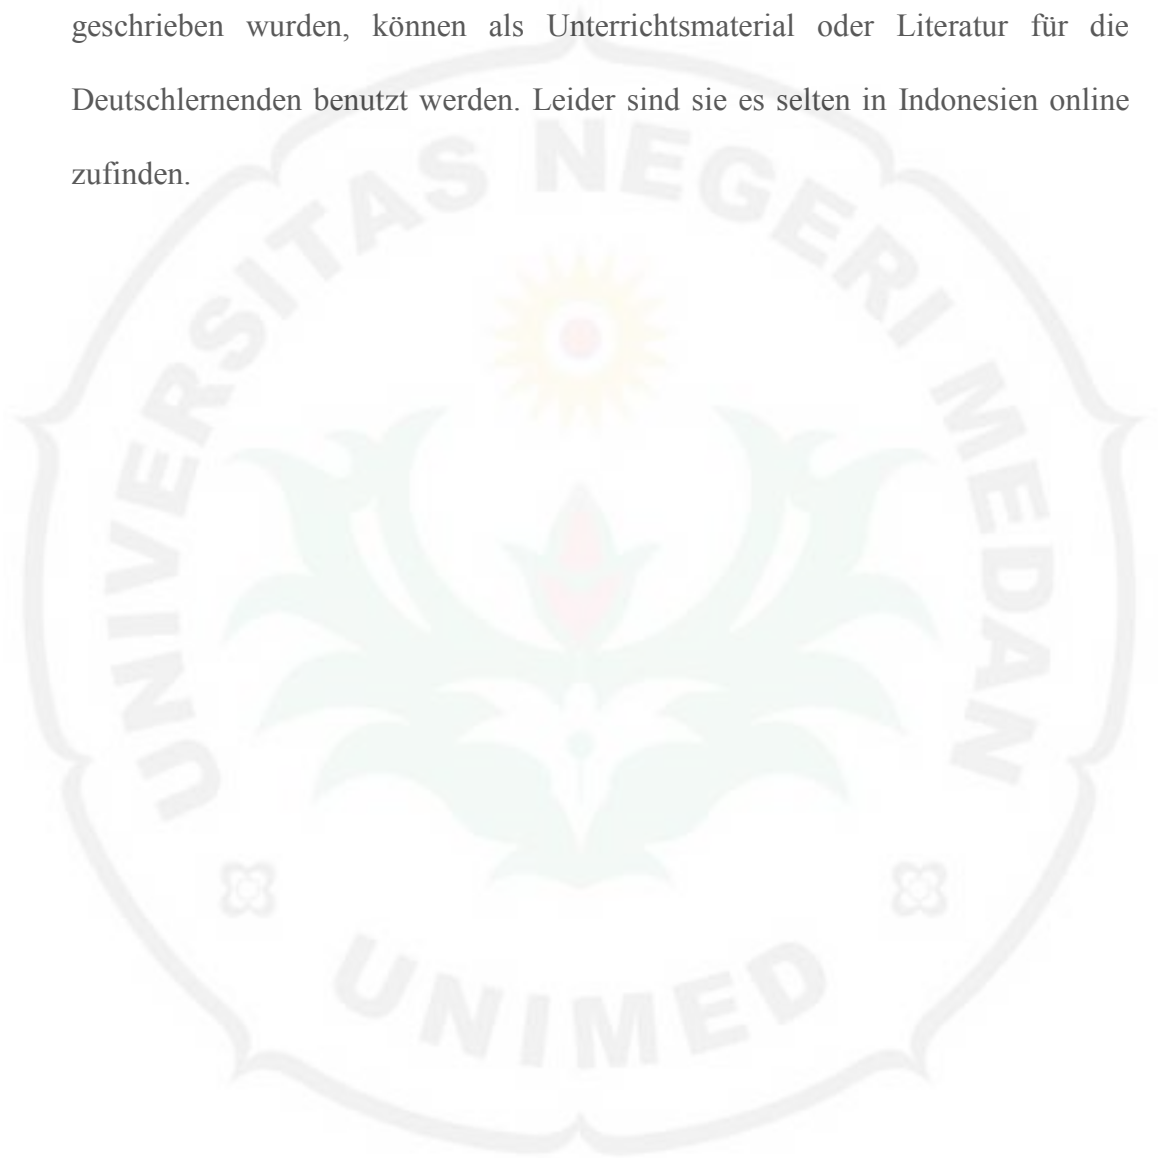 geschrieben wurden, können als Unterrichtsmaterial oder Literatur für die
Deutschlernenden benutzt werden. Leider sind sie es selten in Indonesien online
zufinden.
UNIVERSITAS NEGERI MEDAN
UNIMED